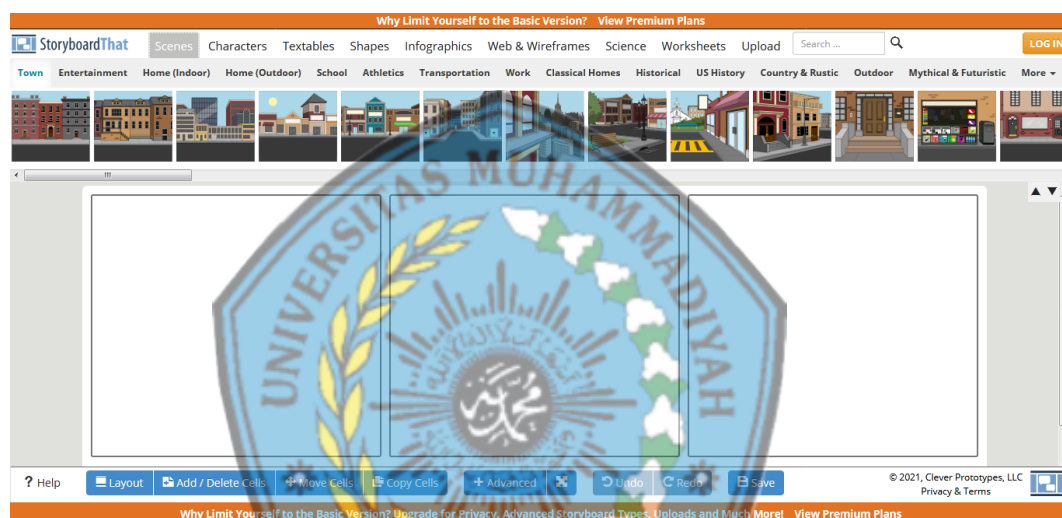 Why Limit Yourself to the Basic Version? View Premium Plans
StoryboardThat Scenes Characters Textables Shapes Infographics Web & Wireframes Science Worksheets Upload Search ... LOG IN
Town Entertainment Home (Indoor) Home (Outdoor) School Athletics Transportation Work Classical Homes Historical US History Country & Rustic Outdoor Mythical & Futuristic More
UNIVERSITAS MUHAMMADIYAH
محمد
? Help Layout Add / Delete Cells Move Cells Copy Cells Advanced Undo Redo Save © 2021, Clever Prototypes, LLC
Privacy & Terms
Why Limit Yourself to the Basic Version? Upgrade for Privacy, Advanced Storyboard Types, Uploads and Much More! View Premium Plans